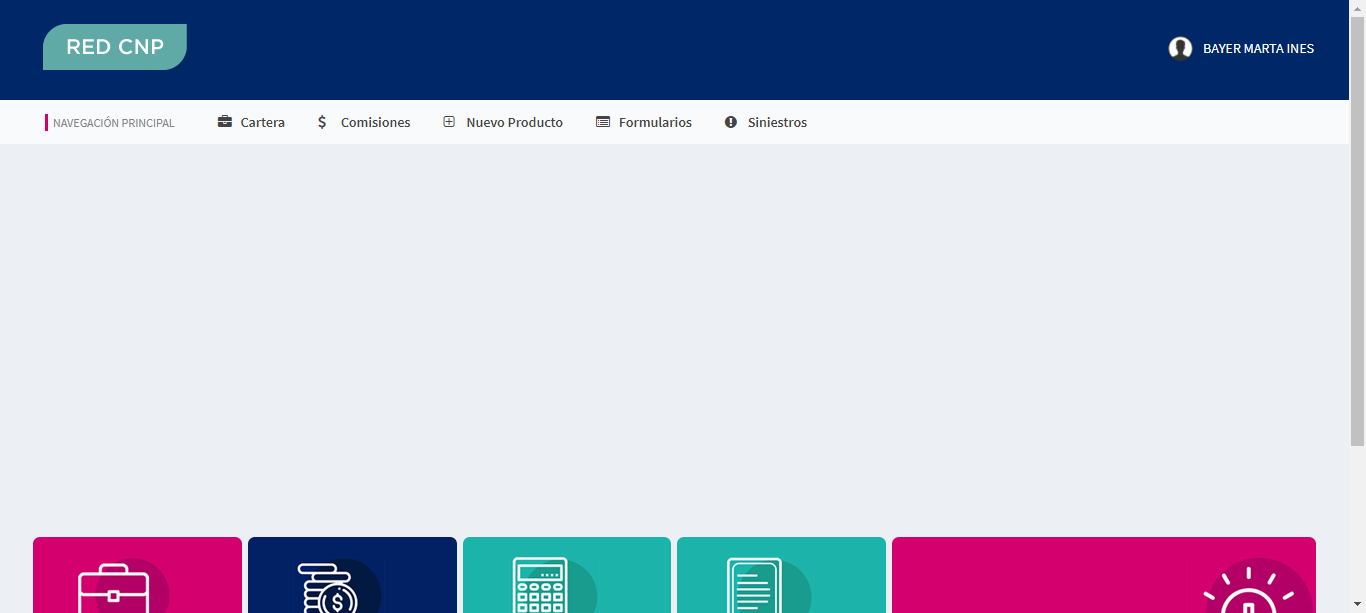 RED CNP
BAYER MARTA INES
NAVEGACIÓN PRINCIPAL
Cartera
Comisiones
Nuevo Producto
Formularios
Siniestros